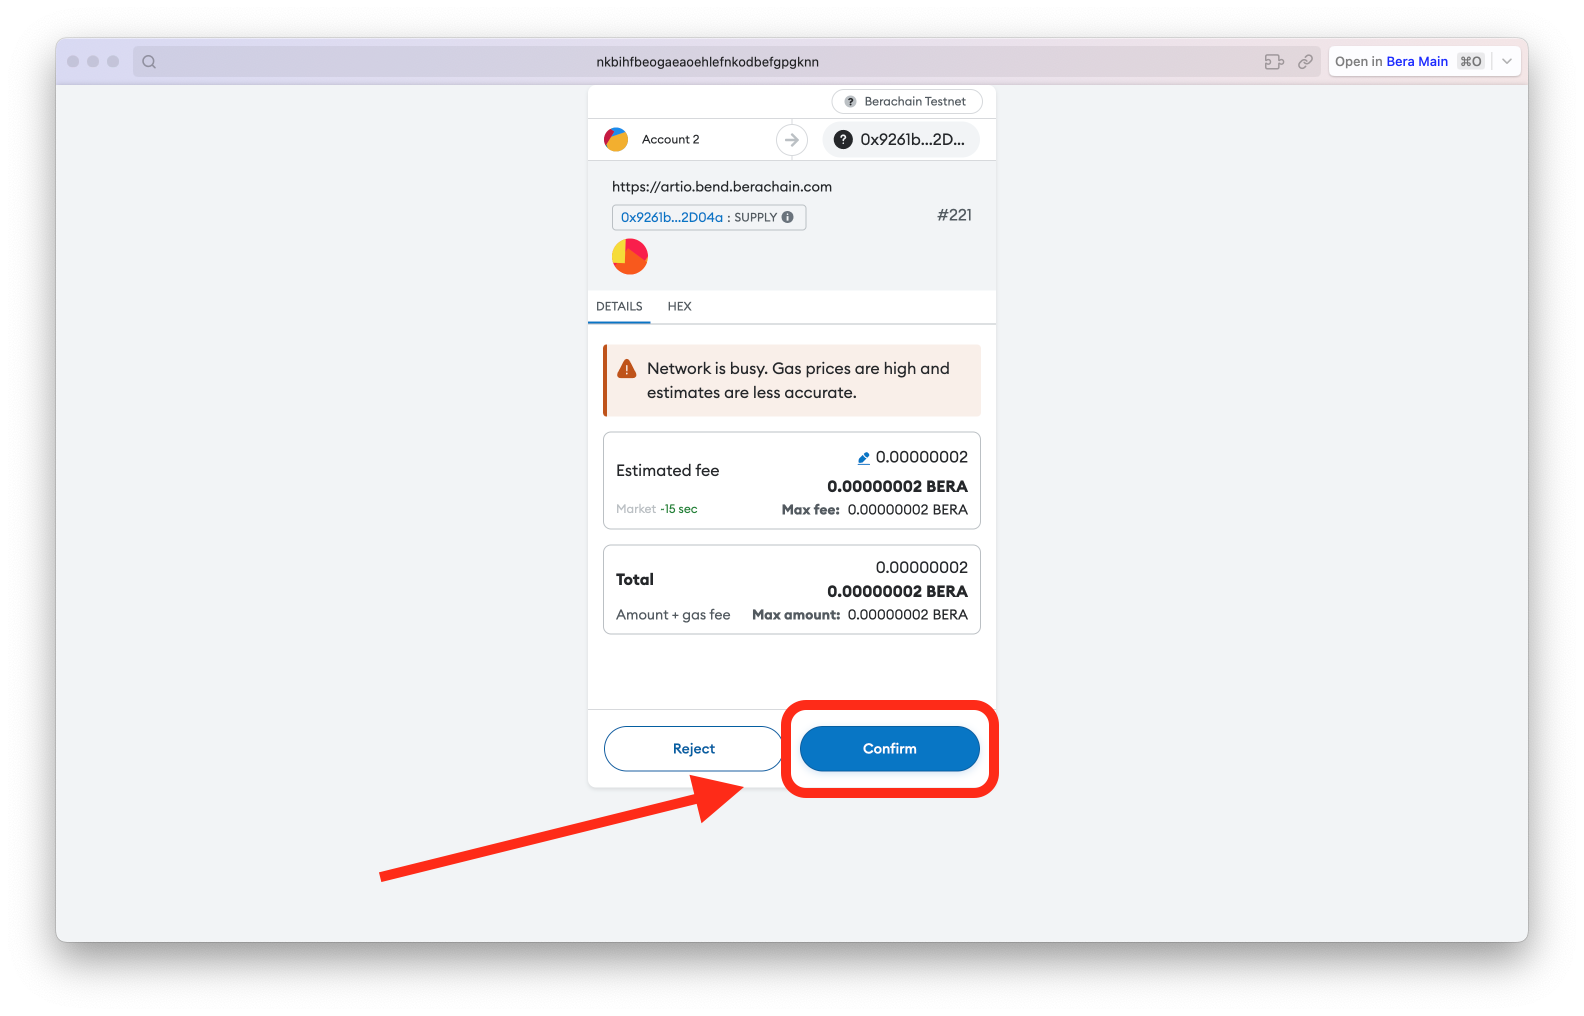 nkbihfbeogaeaoehlefnkodbefgpgknn
Open in Bera Main ⌘O
? Berachain Testnet
Account 2
? 0x9261b...2D...
https://artio.bend.berachain.com
0x9261b...2D04a : SUPPLY
#221
DETAILS HEX
Network is busy. Gas prices are high and
estimates are less accurate.
0.00000002
Estimated fee
0.00000002 BERA
Market ~15 sec
Max fee: 0.00000002 BERA
0.00000002
Total
0.00000002 BERA
Amount + gas fee
Max amount: 0.00000002 BERA
Reject
Confirm